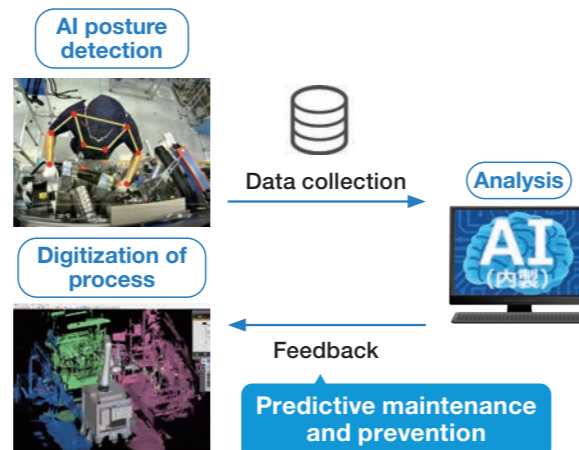 AI posture
detection
Data collection
Analysis
AI
(内製)
Digitization of
process
Feedback
Predictive maintenance
and prevention